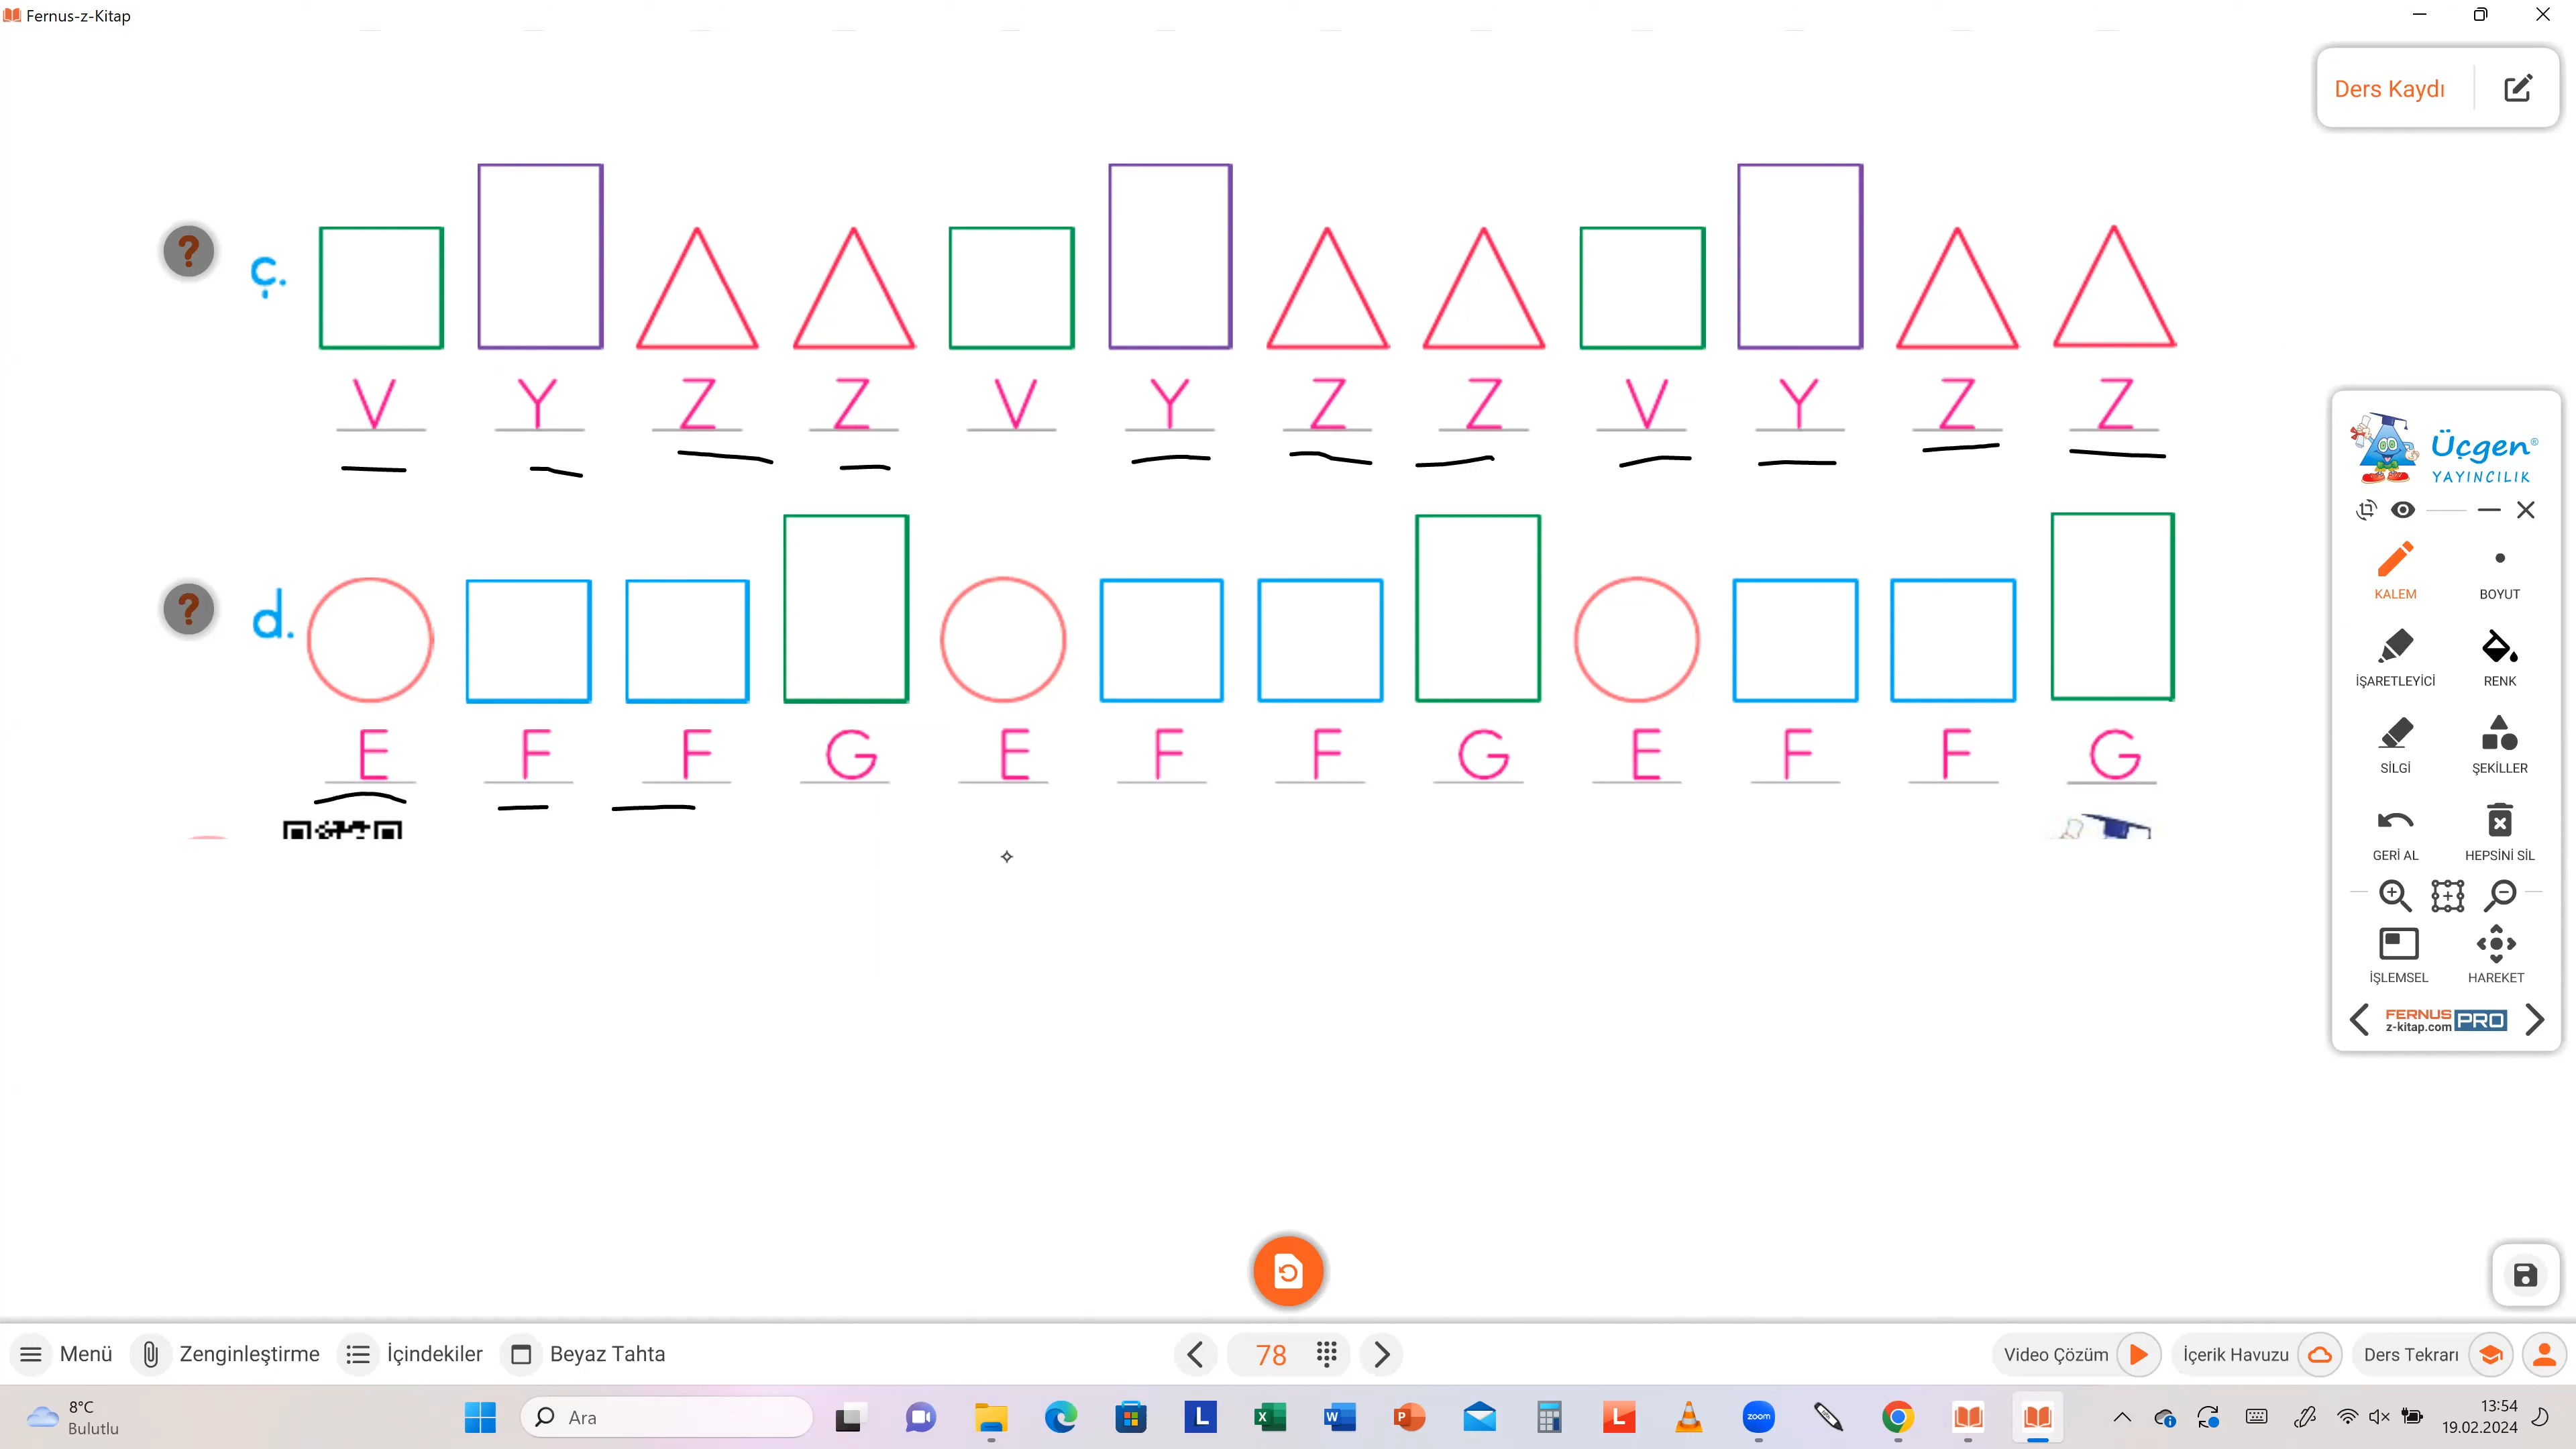 Fernus-z-Kitap
Ders Kaydı
?
ç.
V Y Z Z V Y Z Z V Y Z Z
?
d.
E F F G E F F G E F F G
Üçgen®
YAYINCILIK
KALEM BOYUT
İŞARETLEYİCİ RENK
SİLGİ ŞEKİLLER
GERİ AL HEPSİNİ SİL
İŞLEMSEL HAREKET
FERNUS PRO
z-kitap.com
Menü Zenginleştirme İçindekiler Beyaz Tahta 78 Video Çözüm İçerik Havuzu Ders Tekrarı
8°C
Bulutlu
Ara
L
X
W
P
L
zoom
13:54
19.02.2024